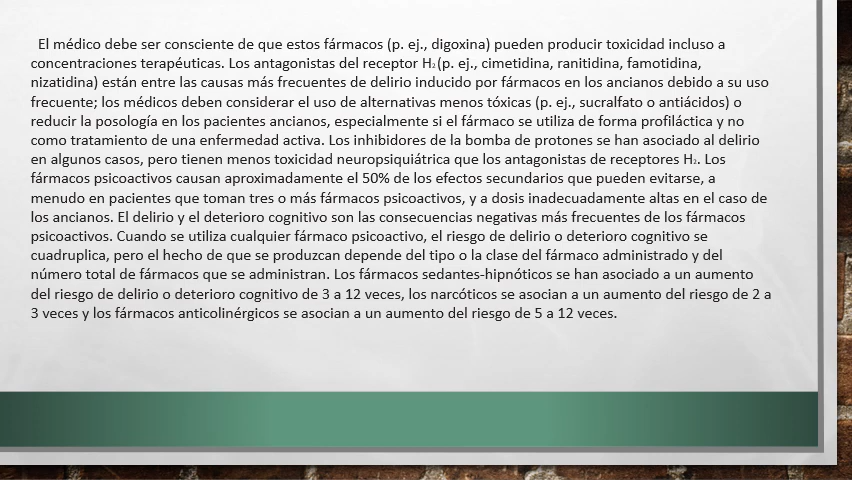 El médico debe ser consciente de que estos fármacos (p. ej., digoxina) pueden producir toxicidad incluso a
concentraciones terapéuticas. Los antagonistas del receptor H₂ (p. ej., cimetidina, ranitidina, famotidina,
nizatidina) están entre las causas más frecuentes de delirio inducido por fármacos en los ancianos debido a su uso
frecuente; los médicos deben considerar el uso de alternativas menos tóxicas (p. ej., sucralfato o antiácidos) o
reducir la posología en los pacientes ancianos, especialmente si el fármaco se utiliza de forma profiláctica y no
como tratamiento de una enfermedad activa. Los inhibidores de la bomba de protones se han asociado al delirio
en algunos casos, pero tienen menos toxicidad neuropsiquiátrica que los antagonistas de receptores H₂. Los
fármacos psicoactivos causan aproximadamente el 50% de los efectos secundarios que pueden evitarse, a
menudo en pacientes que toman tres o más fármacos psicoactivos, y a dosis inadecuadamente altas en el caso de
los ancianos. El delirio y el deterioro cognitivo son las consecuencias negativas más frecuentes de los fármacos
psicoactivos. Cuando se utiliza cualquier fármaco psicoactivo, el riesgo de delirio o deterioro cognitivo se
cuadruplica, pero el hecho de que se produzcan depende del tipo o la clase del fármaco administrado y del
número total de fármacos que se administran. Los fármacos sedantes-hipnóticos se han asociado a un aumento
del riesgo de delirio o deterioro cognitivo de 3 a 12 veces, los narcóticos se asocian a un aumento del riesgo de 2 a
3 veces y los fármacos anticolinérgicos se asocian a un aumento del riesgo de 5 a 12 veces.